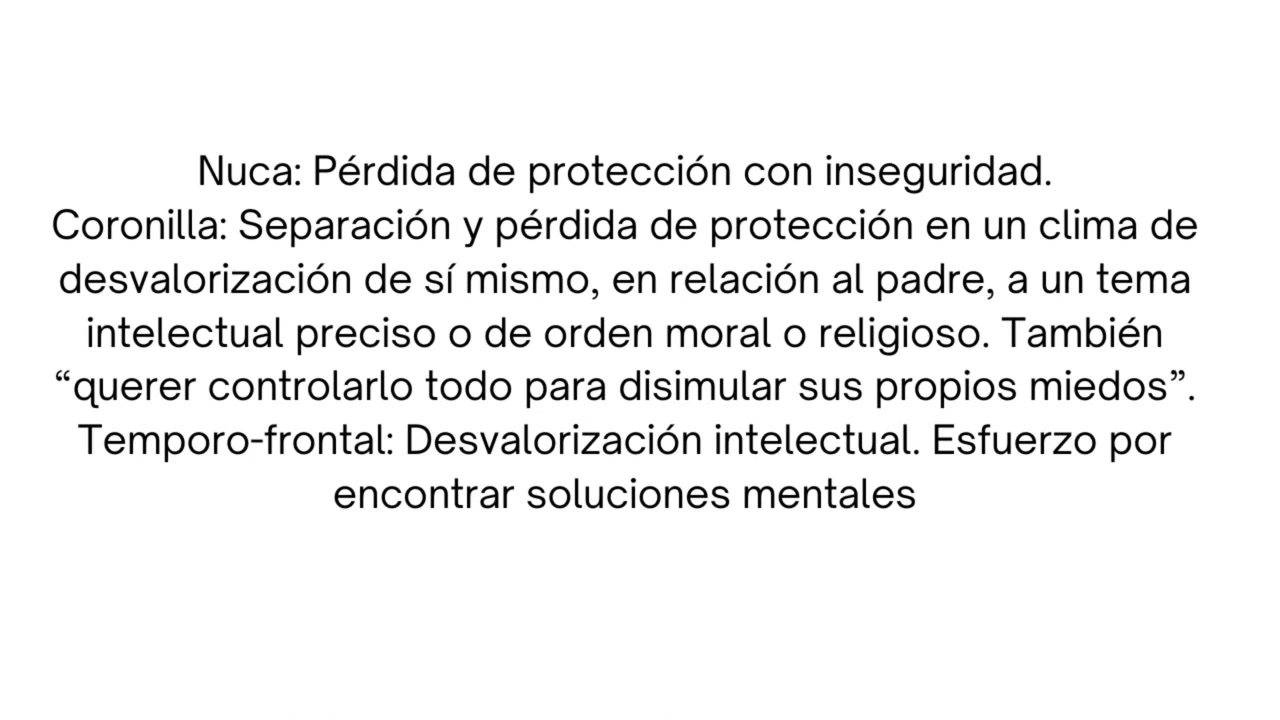 Nuca: Pérdida de protección con inseguridad.
Coronilla: Separación y pérdida de protección en un clima de
desvalorización de sí mismo, en relación al padre, a un tema
intelectual preciso o de orden moral o religioso. También
“querer controlarlo todo para disimular sus propios miedos”.
Temporo-frontal: Desvalorización intelectual. Esfuerzo por
encontrar soluciones mentales